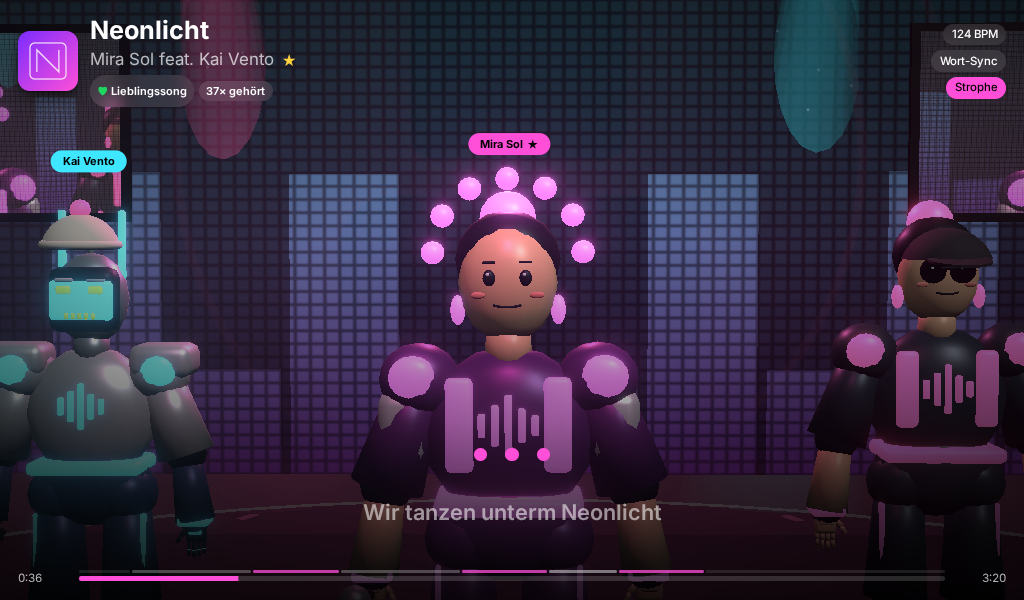 Neonlicht
Mira Sol feat. Kai Vento ★
Lieblingssong
37× gehört
124 BPM
Wort-Sync
Strophe
Mira Sol ★
Kai Vento
Wir tanzen unterm Neonlicht
0:36
3:20